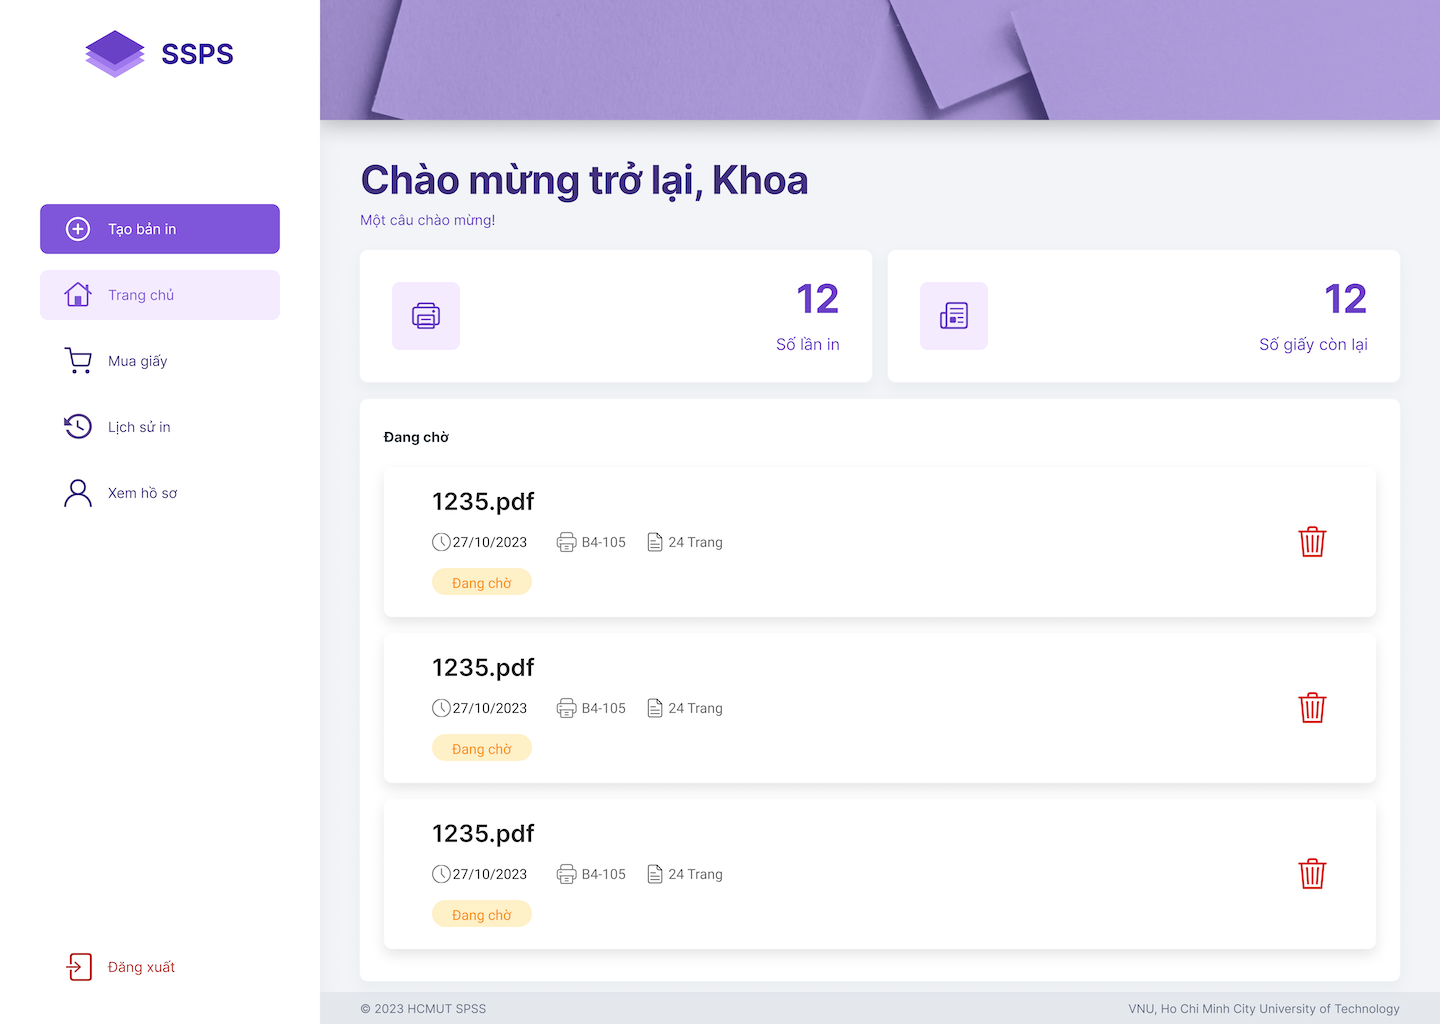 SSPS
Tạo bản in
Trang chủ
Mua giấy
Lịch sử in
Xem hồ sơ
Đăng xuất
Chào mừng trở lại, Khoa
Một câu chào mừng!
12
Số lần in
12
Số giấy còn lại
Đang chờ
1235.pdf
27/10/2023 B4-105 24 Trang
Đang chờ
1235.pdf
27/10/2023 B4-105 24 Trang
Đang chờ
1235.pdf
27/10/2023 B4-105 24 Trang
Đang chờ
© 2023 HCMUT SPSS
VNU, Ho Chi Minh City University of Technology